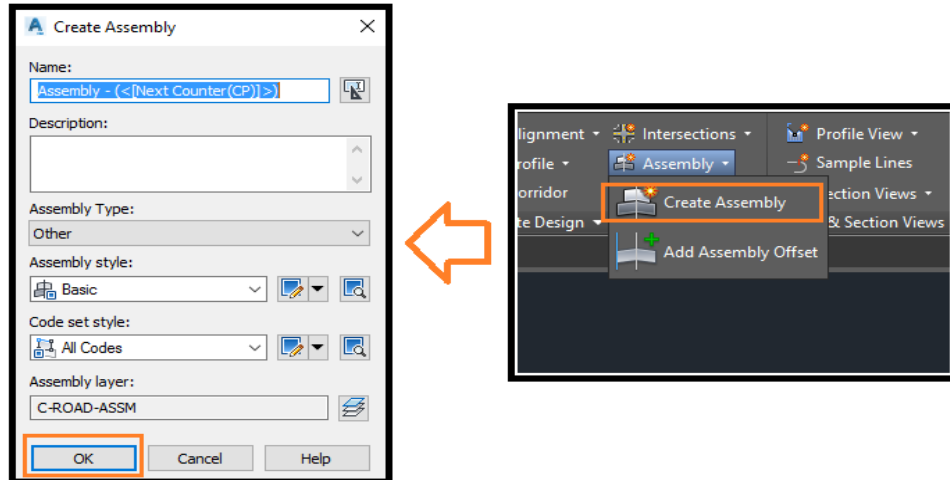 Create Assembly
Name:
Assembly - (<[Next Counter(CP)]>)
Description:
Assembly Type:
Other
Assembly style:
Basic
Code set style:
All Codes
Assembly layer:
C-ROAD-ASSM
OK Cancel Help
lignment Intersections Profile View
rofile Assembly Sample Lines
orridor Create Assembly ection Views
te Design & Section Views
Add Assembly Offset